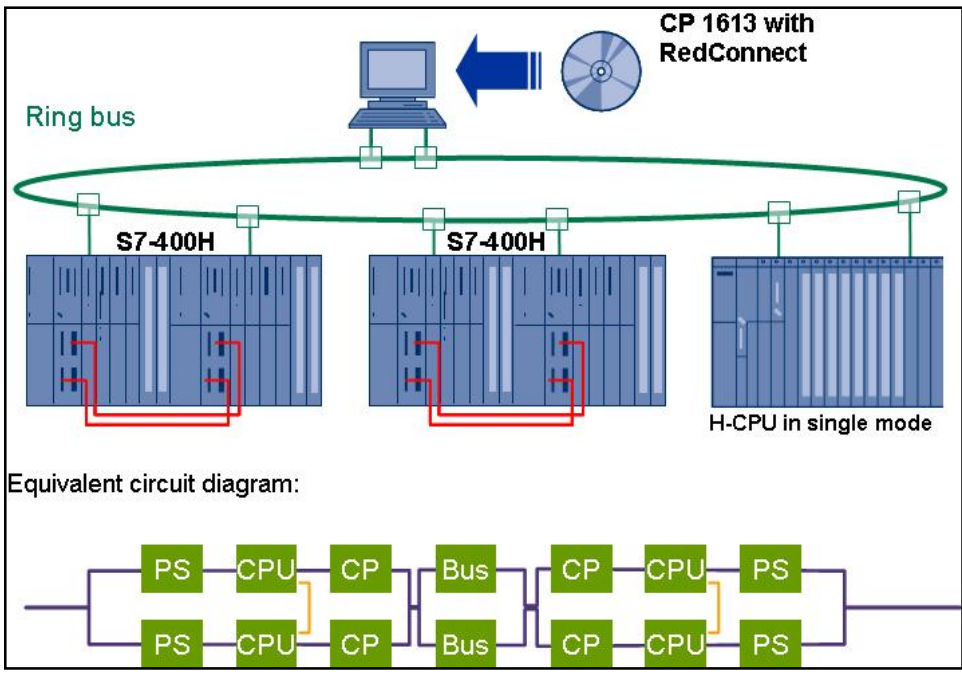 CP 1613 with
RedConnect
Ring bus
S7-400H
S7-400H
H-CPU in single mode
Equivalent circuit diagram:
PS CPU CP Bus CP CPU PS
PS CPU CP Bus CP CPU PS